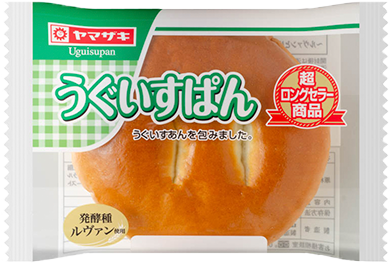 ヤマザキ
Uguisupan
うぐいすぱん
うぐいすあんを包みました。
超
ロングセラー
商品
発酵種
ルヴァン使用